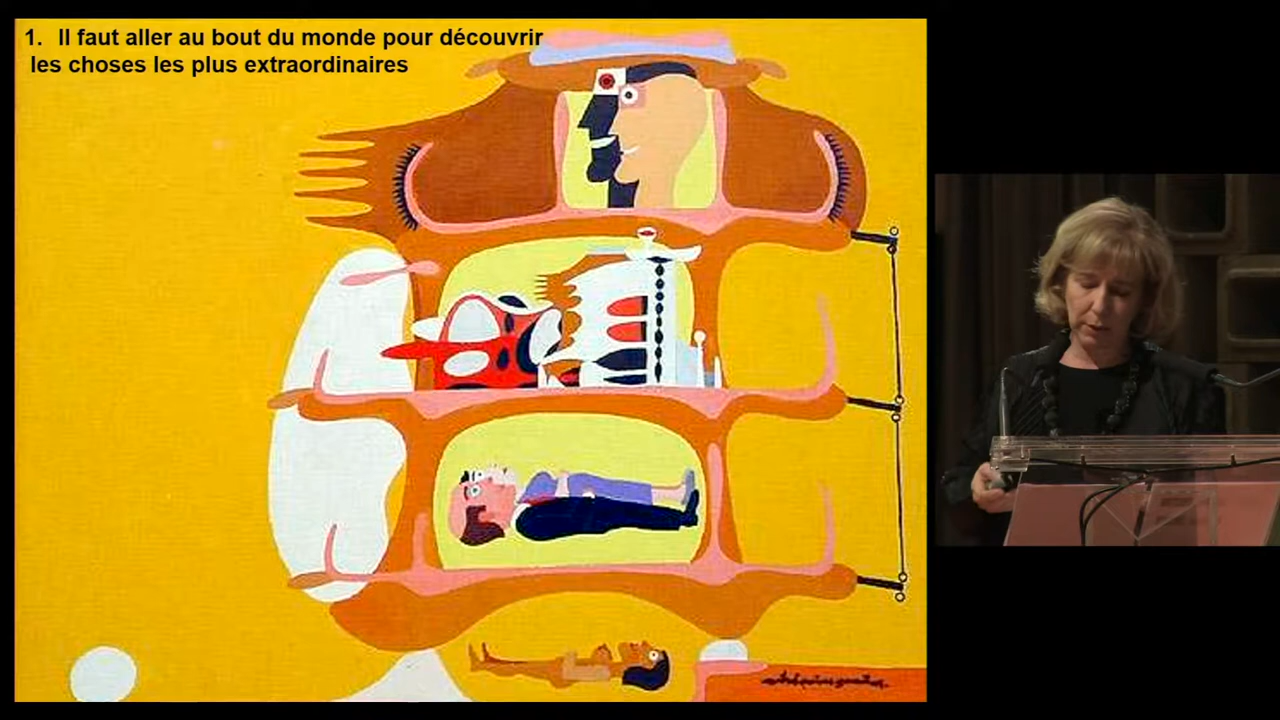 1. Il faut aller au bout du monde pour découvrir
les choses les plus extraordinaires